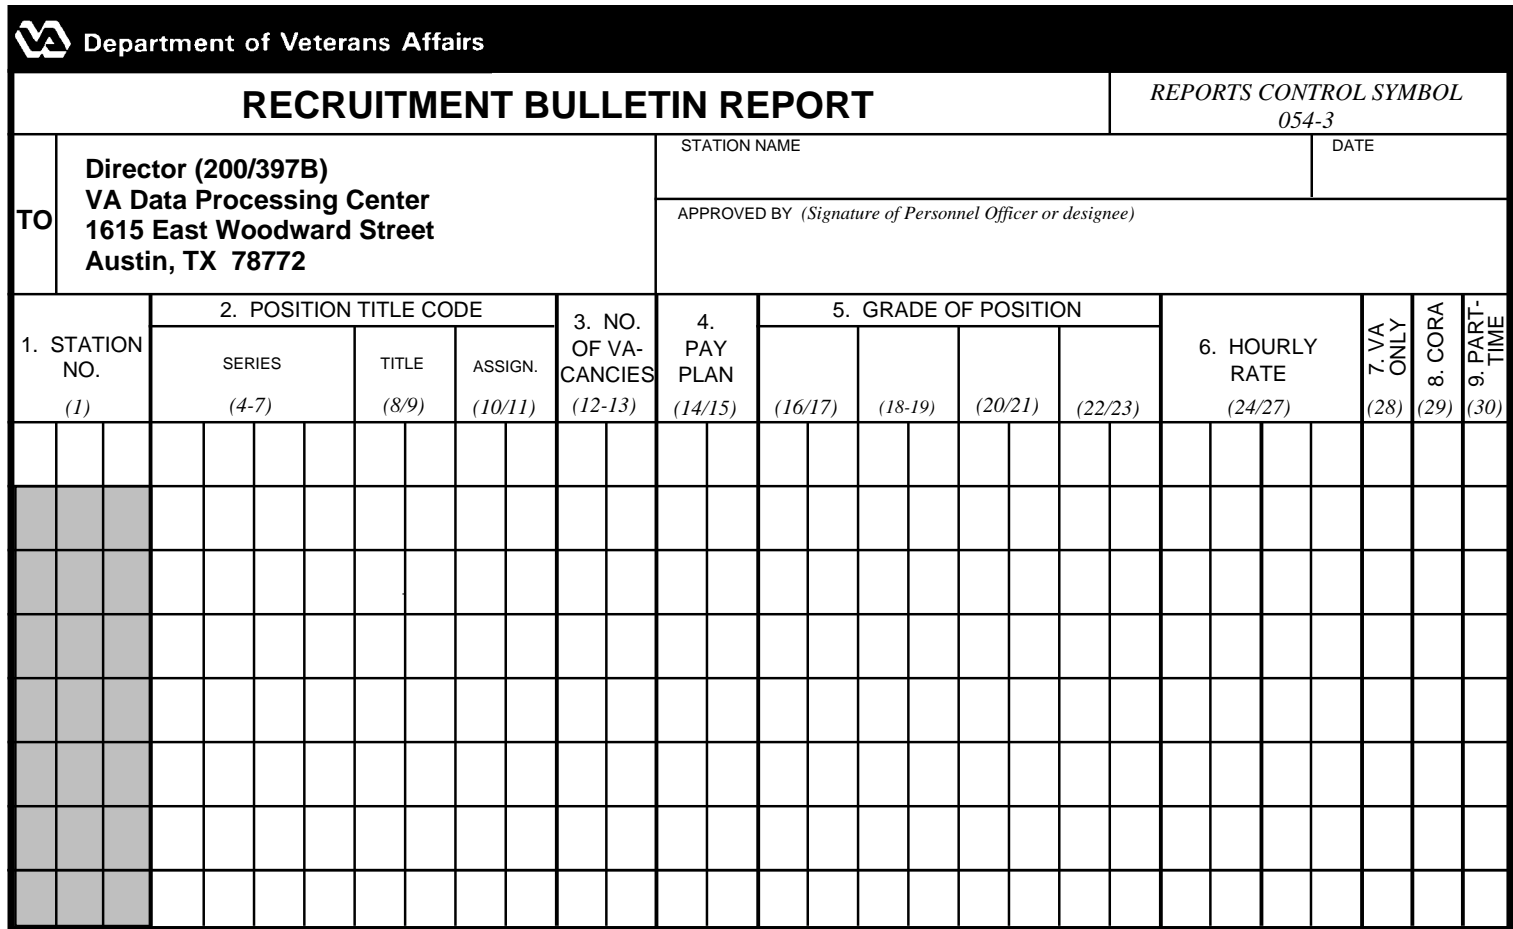 VA Department of Veterans Affairs
RECRUITMENT BULLETIN REPORT
REPORTS CONTROL SYMBOL
054-3
TO
Director (200/397B)
VA Data Processing Center
1615 East Woodward Street
Austin, TX 78772
STATION NAME
DATE
APPROVED BY (Signature of Personnel Officer or designee)
1. STATION
NO.
(1)
2. POSITION TITLE CODE
SERIES
(4-7)
TITLE
(8/9)
ASSIGN.
(10/11)
3. NO.
OF VA-
CANCIES
(12-13)
4.
PAY
PLAN
(14/15)
5. GRADE OF POSITION
(16/17)
(18-19)
(20/21)
(22/23)
6. HOURLY
RATE
(24/27)
7. VA
ONLY
(28)
8. CORA
(29)
9. PART-
TIME
(30)